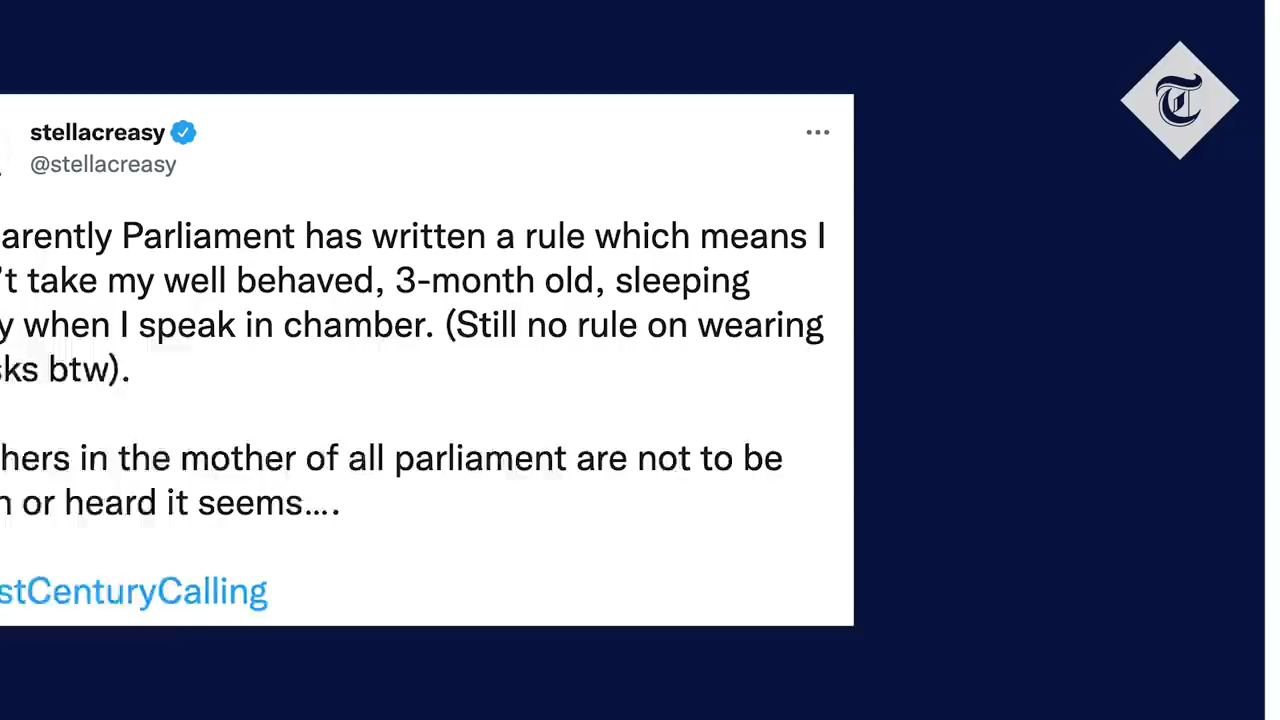 stellacreasy
@stellacreasy
arently Parliament has written a rule which means I
't take my well behaved, 3-month old, sleeping
y when I speak in chamber. (Still no rule on wearing
sks btw).
hers in the mother of all parliament are not to be
n or heard it seems….
stCenturyCalling
T